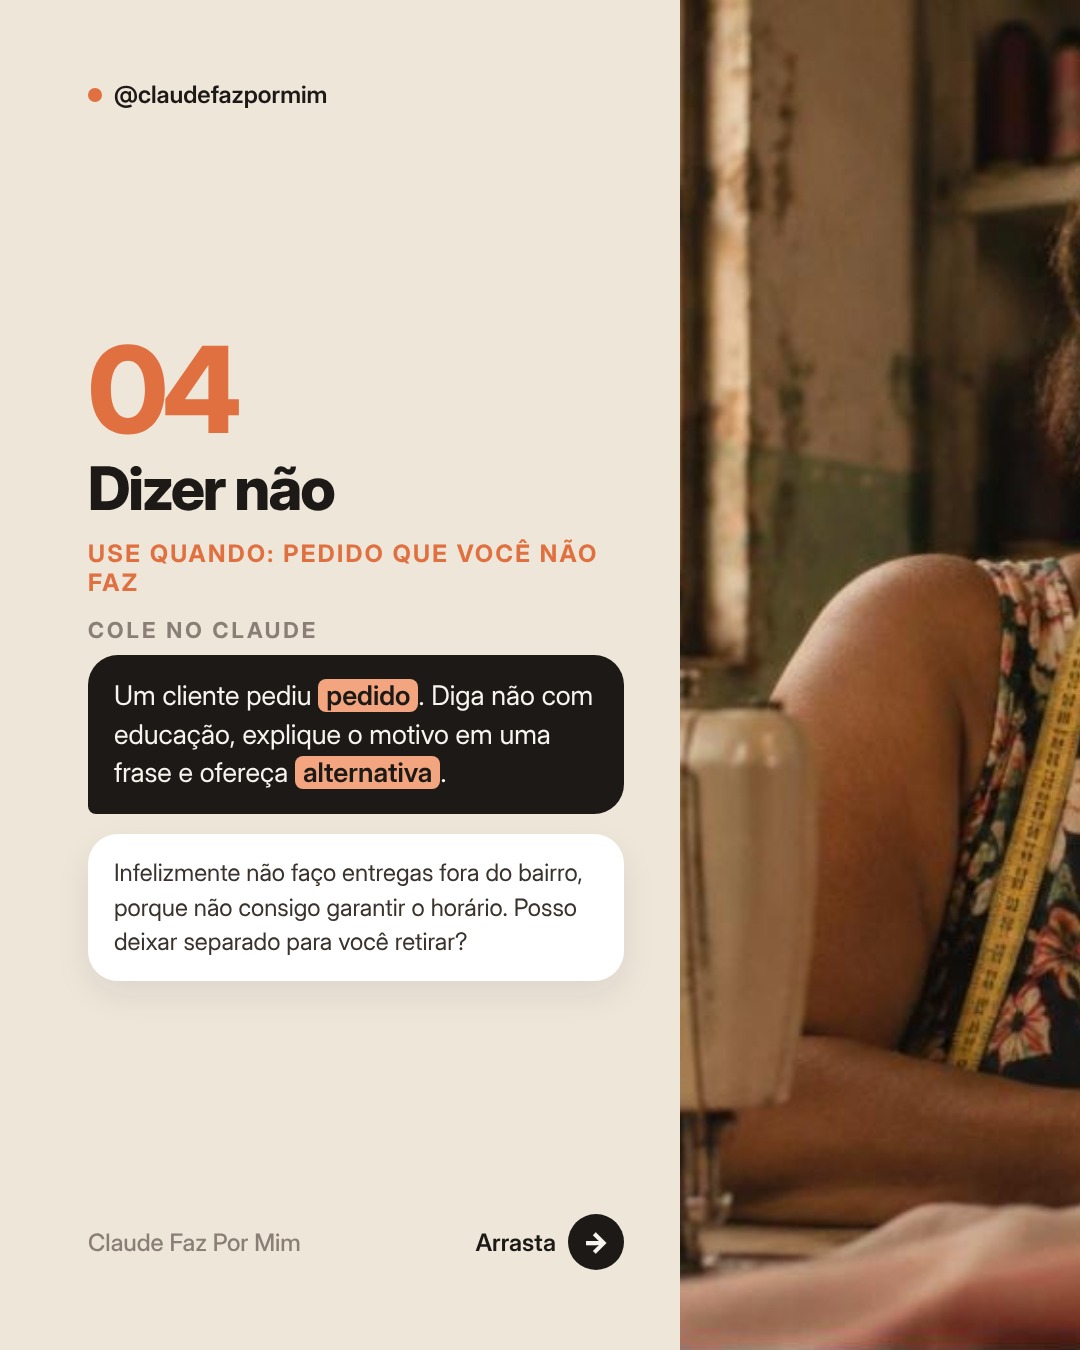 @claudefazpormim
04
Dizer não
USE QUANDO: PEDIDO QUE VOCÊ NÃO
FAZ
COLE NO CLAUDE
Um cliente pediu pedido. Diga não com
educação, explique o motivo em uma
frase e ofereça alternativa.
Infelizmente não faço entregas fora do bairro,
porque não consigo garantir o horário. Posso
deixar separado para você retirar?
Claude Faz Por Mim
Arrasta